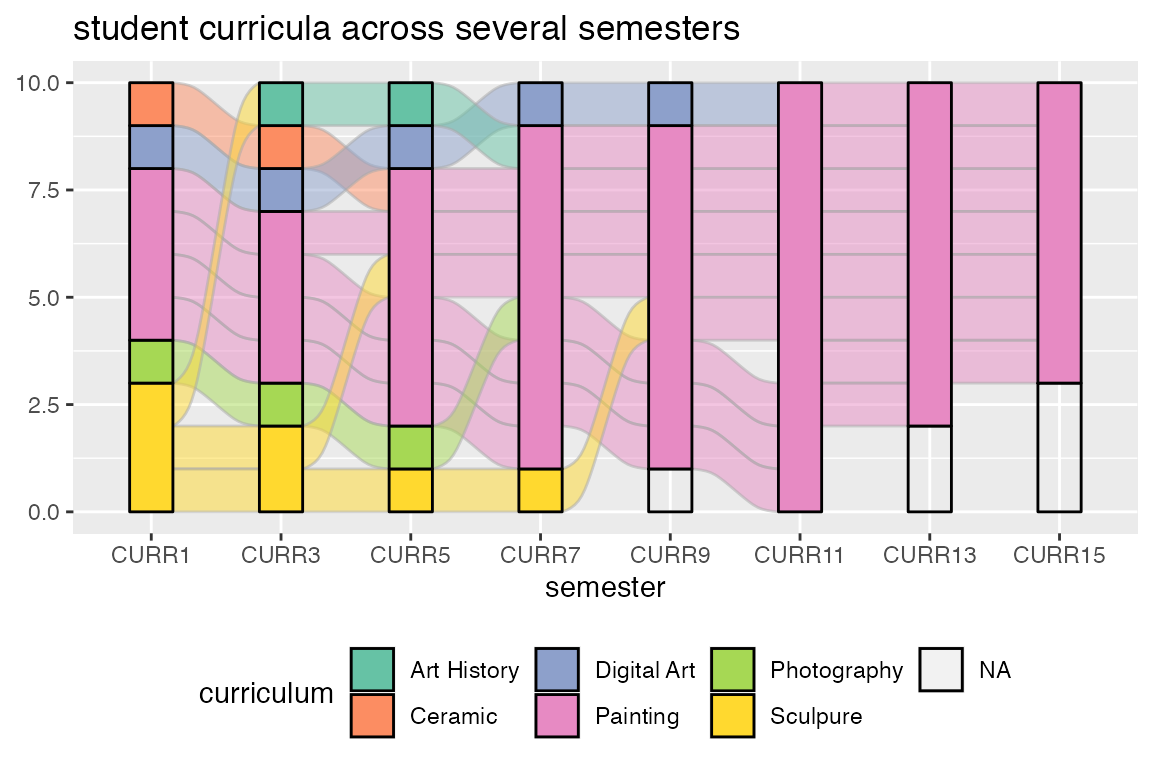 student curricula across several semesters
10.0
7.5
5.0
2.5
0.0
CURR1 CURR3 CURR5 CURR7 CURR9 CURR11 CURR13 CURR15
semester
curriculum
Art History Digital Art Photography NA
Ceramic Painting Sculpure